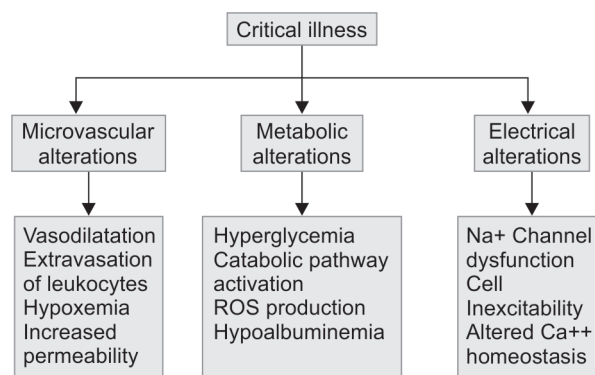 Critical illness
Microvascular
alterations
Metabolic
alterations
Electrical
alterations
Vasodilatation
Extravasation
of leukocytes
Hypoxemia
Increased
permeability
Hyperglycemia
Catabolic pathway
activation
ROS production
Hypoalbuminemia
Na+ Channel
dysfunction
Cell
Inexcitability
Altered Ca++
homeostasis